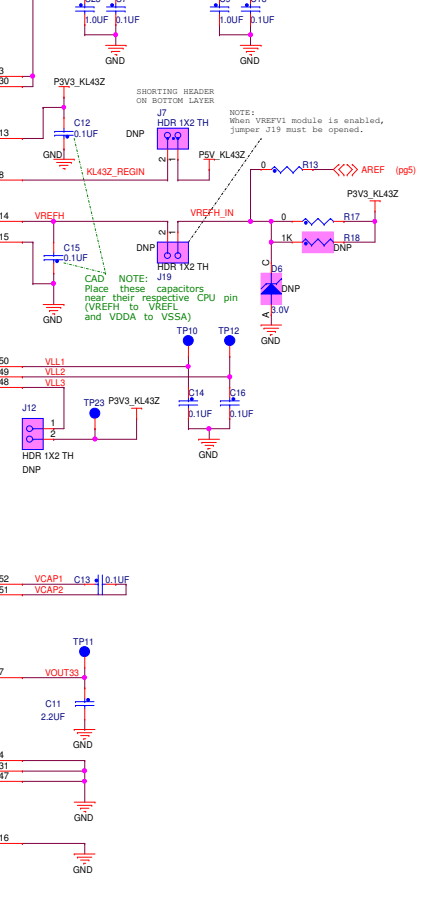 1.0UF 0.1UF 1.0UF 0.1UF
GND GND
30
P3V3_KL43Z
SHORTING HEADER
ON BOTTOM LAYER
J7
HDR 1X2 TH
DNP
NOTE:
When VREFV1 module is enabled,
jumper J19 must be opened.
C12
0.1UF
13
GND
2 1
P5V_KL43Z
KL43Z_REGIN
0 R13
AREF (pg5)
P3V3_KL43Z
14 VREFH
VREFH_IN
2 1
0 R17
15
C15
0.1UF
DNP
HDR 1X2 TH
J19
1K R18
DNP
CAD NOTE:
Place these capacitors
near their respective CPU pin
(VREFH to VREFL
and VDDA to VSSA)
C
D6
DNP
A 3.0V
GND
GND
TP10 TP12
50 VLL1
49 VLL2
48 VLL3
J12
TP23 P3V3_KL43Z
C14
0.1UF
C16
0.1UF
1
2
GND
HDR 1X2 TH
DNP
52 VCAP1 C13 0.1UF
51 VCAP2
TP11
7 VOUT33
C11
2.2UF
GND
4
31
47
GND
16
GND